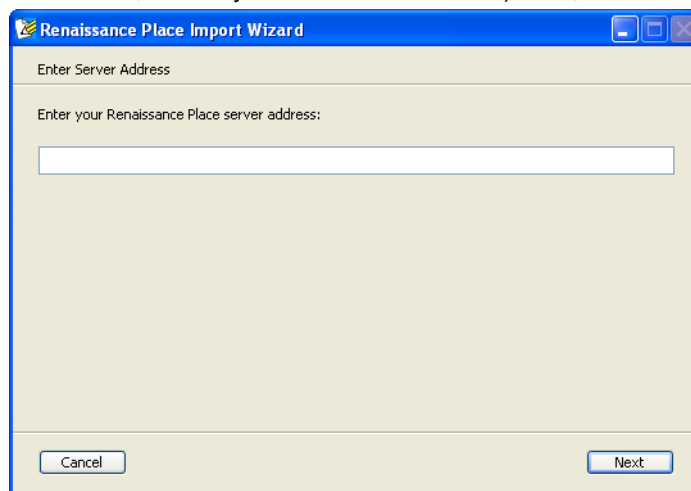 Renaissance Place Import Wizard
Enter Server Address
Enter your Renaissance Place server address:
Cancel
Next